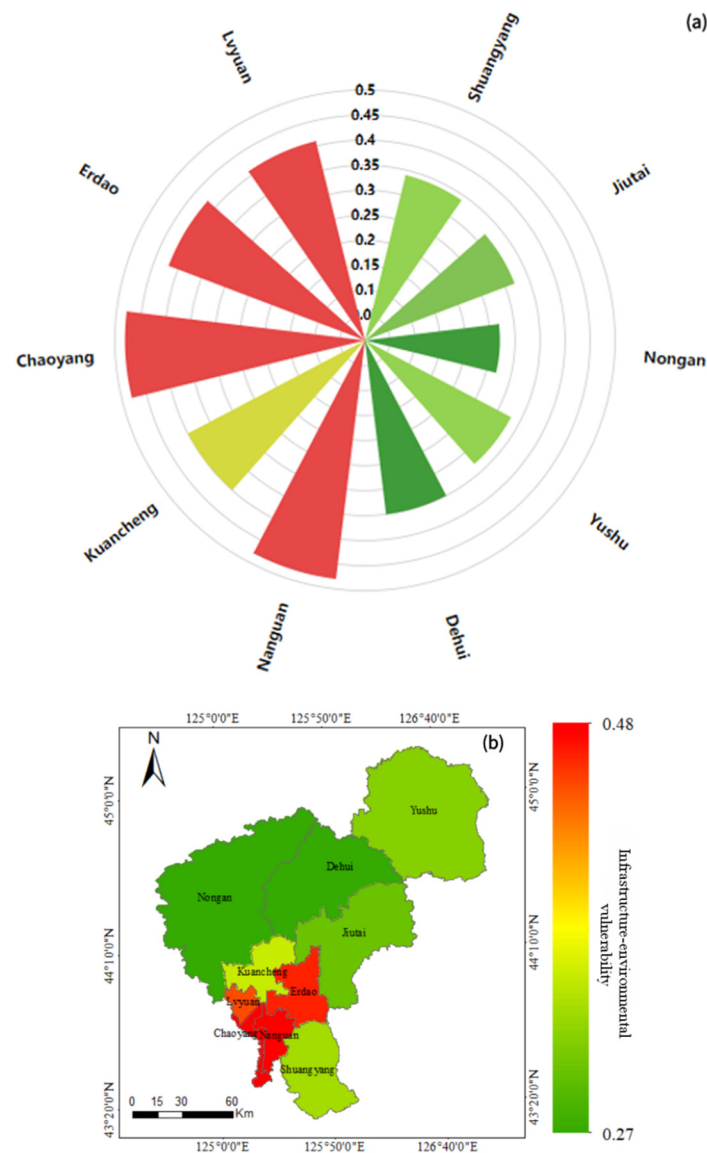 (a)
Lvyuan
Shuangyang
Erdao
Jiutai
0.5
0.45
0.4
0.35
0.3
0.25
0.2
0.15
0.1
.0
Chaoyang
Nongan
Kuancheng
Yushu
Nanguan
Dehui
125°0'0"E 125°50'0"E 126°40'0"E
(b)
N
0.48
45°0'0"N
45°0'0"N
Yushu
Dehui
Nongan
Jiutai
Infrastructure-environmental
vulnerability
44°10'0"N
44°10'0"N
Kuancheng
Erdao
Lvyuan
Chaoyang
Nanguan
Shuangyang
0 15 30 60
Km
43°20'0"N
43°20'0"N
0.27
125°0'0"E 125°50'0"E 126°40'0"E